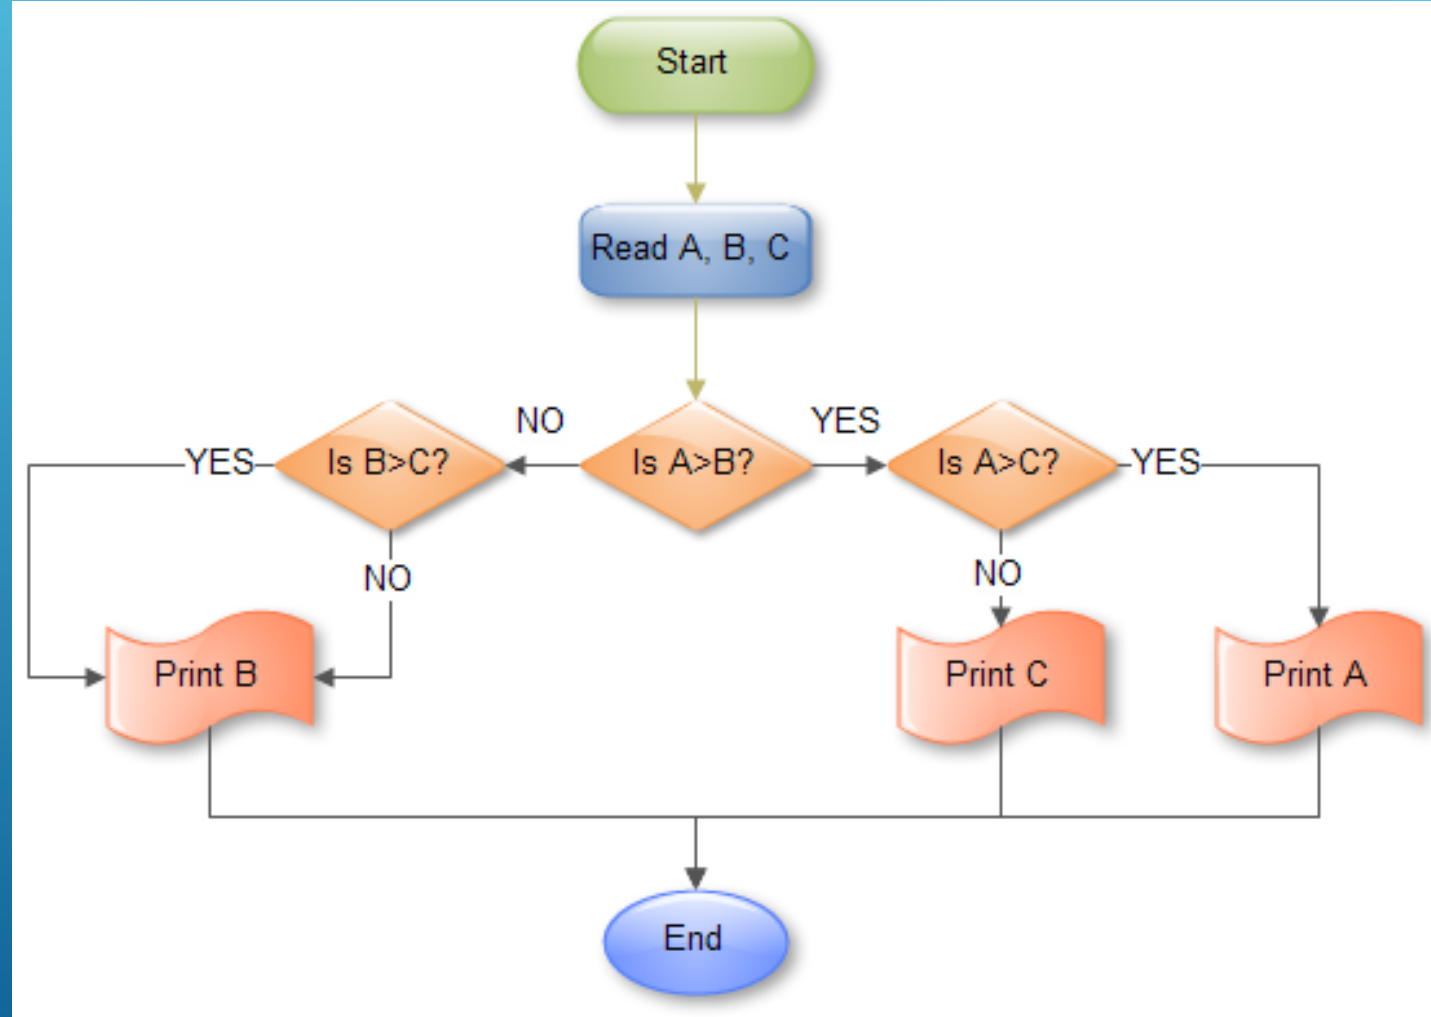 Start
Read A, B, C
NO
YES
YES
Is B>C?
Is A>B?
Is A>C?
YES
NO
NO
Print B
Print C
Print A
End